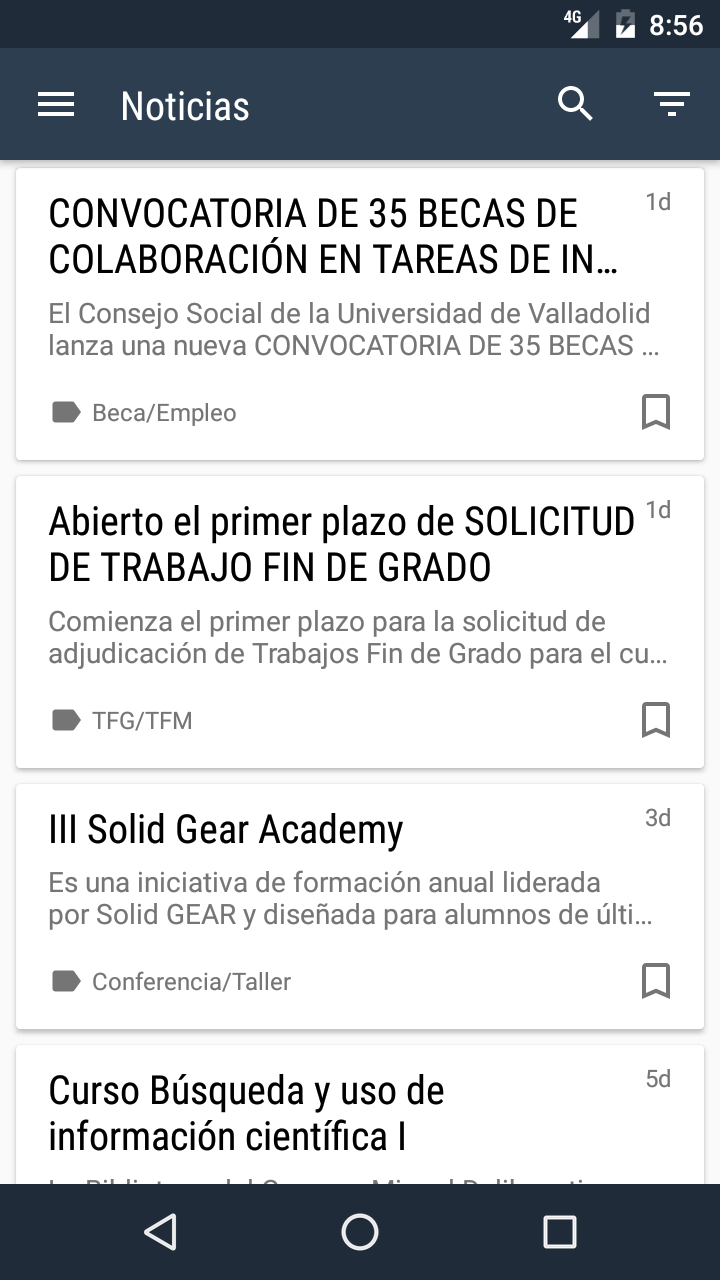 4G 8:56
Noticias
CONVOCATORIA DE 35 BECAS DE 1d
COLABORACIÓN EN TAREAS DE IN...
El Consejo Social de la Universidad de Valladolid
lanza una nueva CONVOCATORIA DE 35 BECAS ...
Beca/Empleo
Abierto el primer plazo de SOLICITUD 1d
DE TRABAJO FIN DE GRADO
Comienza el primer plazo para la solicitud de
adjudicación de Trabajos Fin de Grado para el cu...
TFG/TFM
III Solid Gear Academy 3d
Es una iniciativa de formación anual liderada
por Solid GEAR y diseñada para alumnos de últi...
Conferencia/Taller
Curso Búsqueda y uso de 5d
información científica I